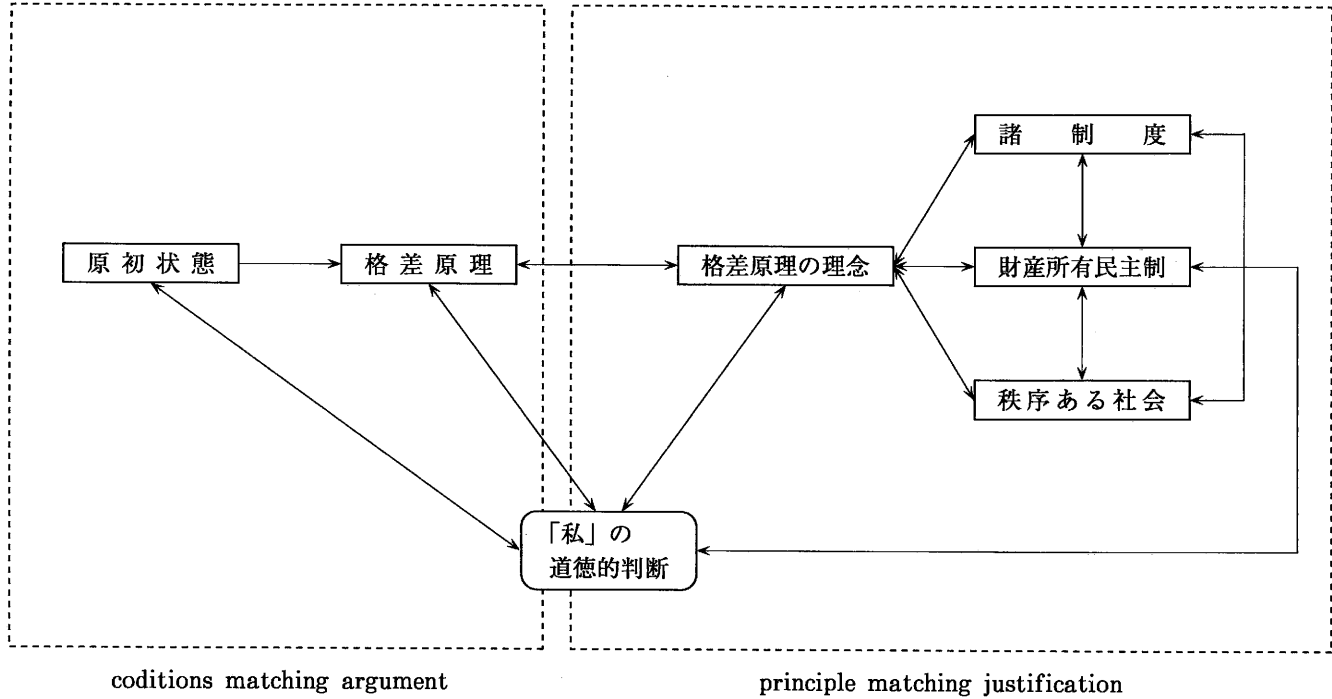 諸制度
原初状態
格差原理
格差原理の理念
財産所有民主制
秩序ある社会
「私」の
道徳的判断
coditions matching argument
principle matching justification